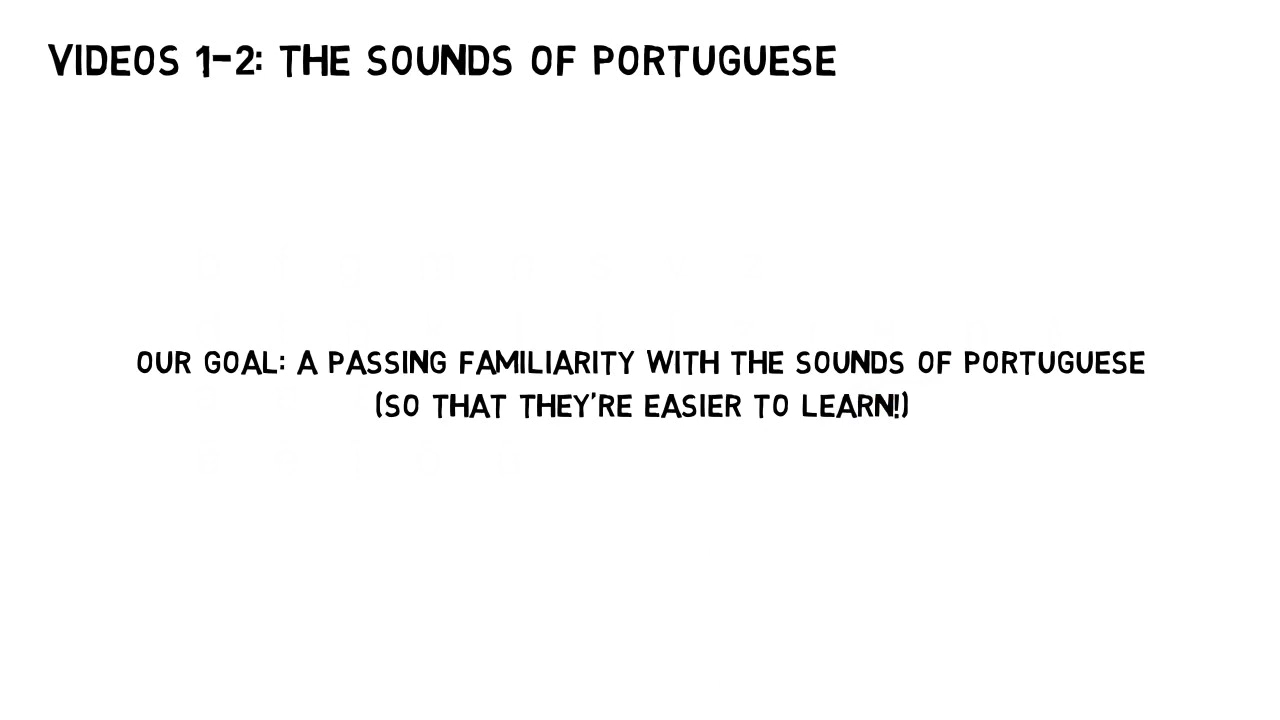 VIDEOS 1-2: THE SOUNDS OF PORTUGUESE
OUR GOAL: A PASSING FAMILIARITY WITH THE SOUNDS OF PORTUGUESE
(SO THAT THEY'RE EASIER TO LEARN!)